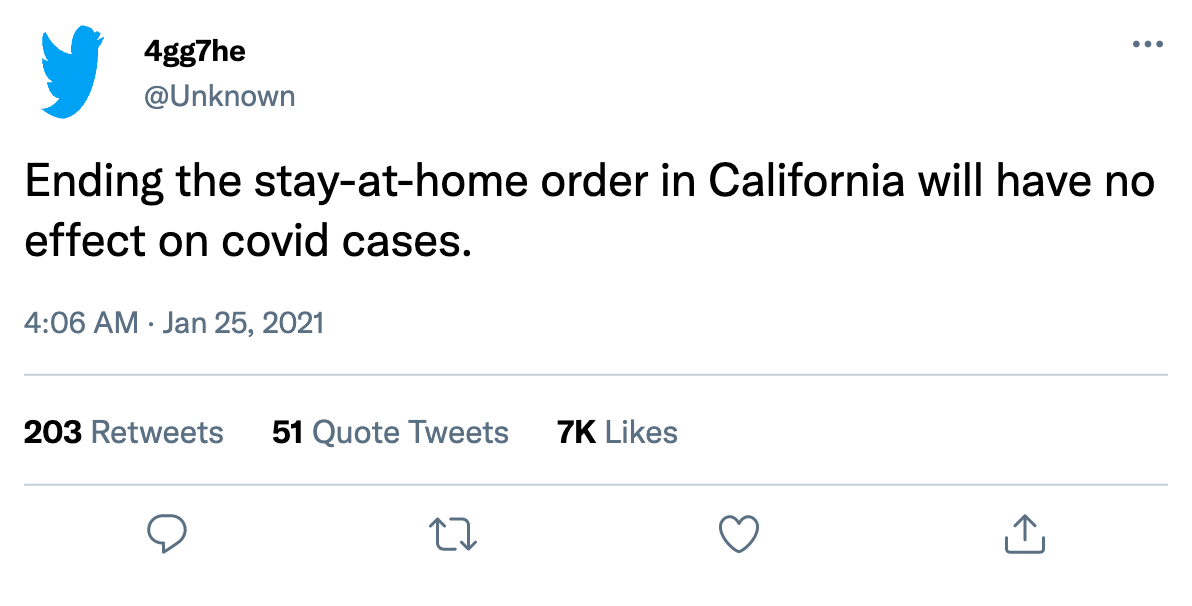 4gg7he
@Unknown
Ending the stay-at-home order in California will have no
effect on covid cases.
4:06 AM · Jan 25, 2021
203 Retweets 51 Quote Tweets 7K Likes